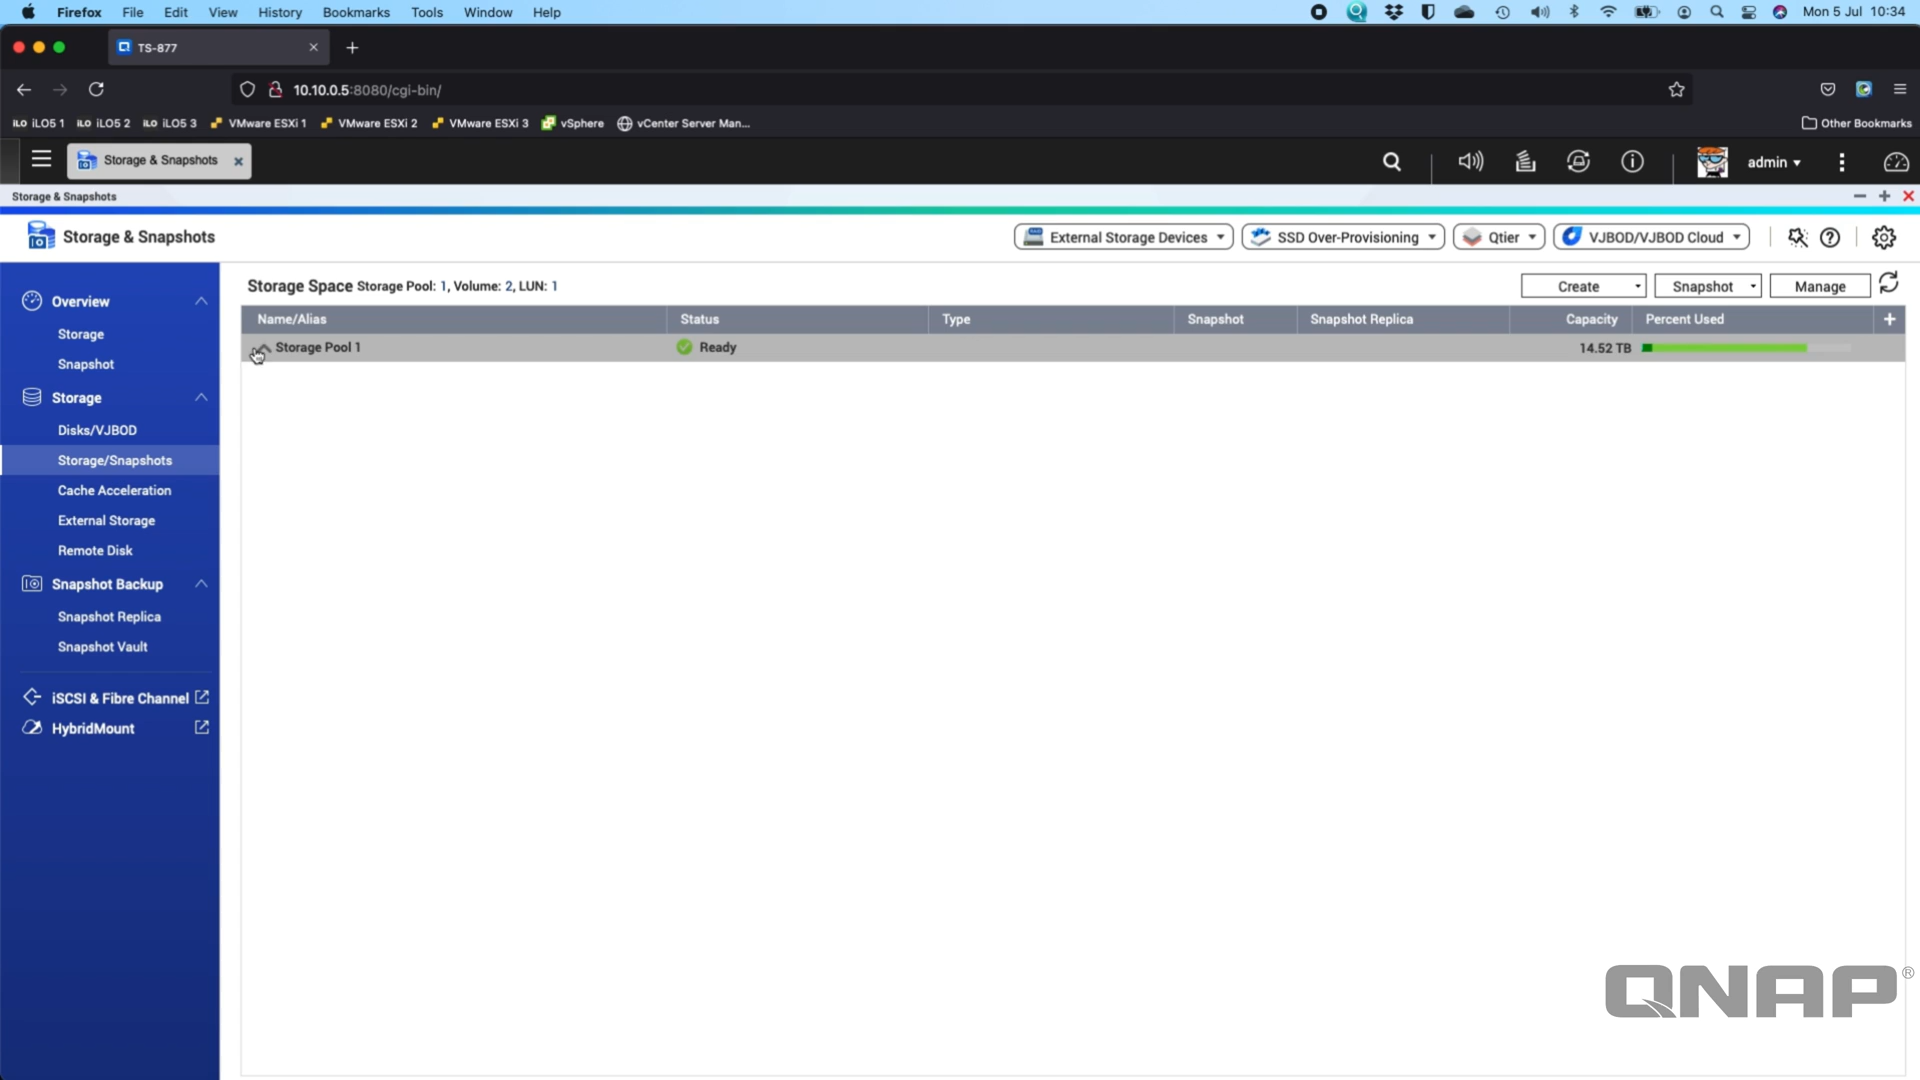 Firefox File Edit View History Bookmarks Tools Window Help Mon 5 Jul 10:34
TS-877
10.10.0.5:8080/cgi-bin/
iLO iLO5 1 iLO iLO5 2 iLO iLO5 3 VMware ESXi 1 VMware ESXi 2 VMware ESXi 3 vSphere vCenter Server Man... Other Bookmarks
Storage & Snapshots admin
Storage & Snapshots
Storage & Snapshots External Storage Devices SSD Over-Provisioning Qtier VJBOD/VJBOD Cloud
Overview
Storage
Snapshot
Storage
Disks/VJBOD
Storage/Snapshots
Cache Acceleration
External Storage
Remote Disk
Snapshot Backup
Snapshot Replica
Snapshot Vault
iSCSI & Fibre Channel
HybridMount
Storage Space Storage Pool: 1, Volume: 2, LUN: 1 Create Snapshot Manage
Name/Alias Status Type Snapshot Snapshot Replica Capacity Percent Used
Storage Pool 1 Ready 14.52 TB
QNAP®